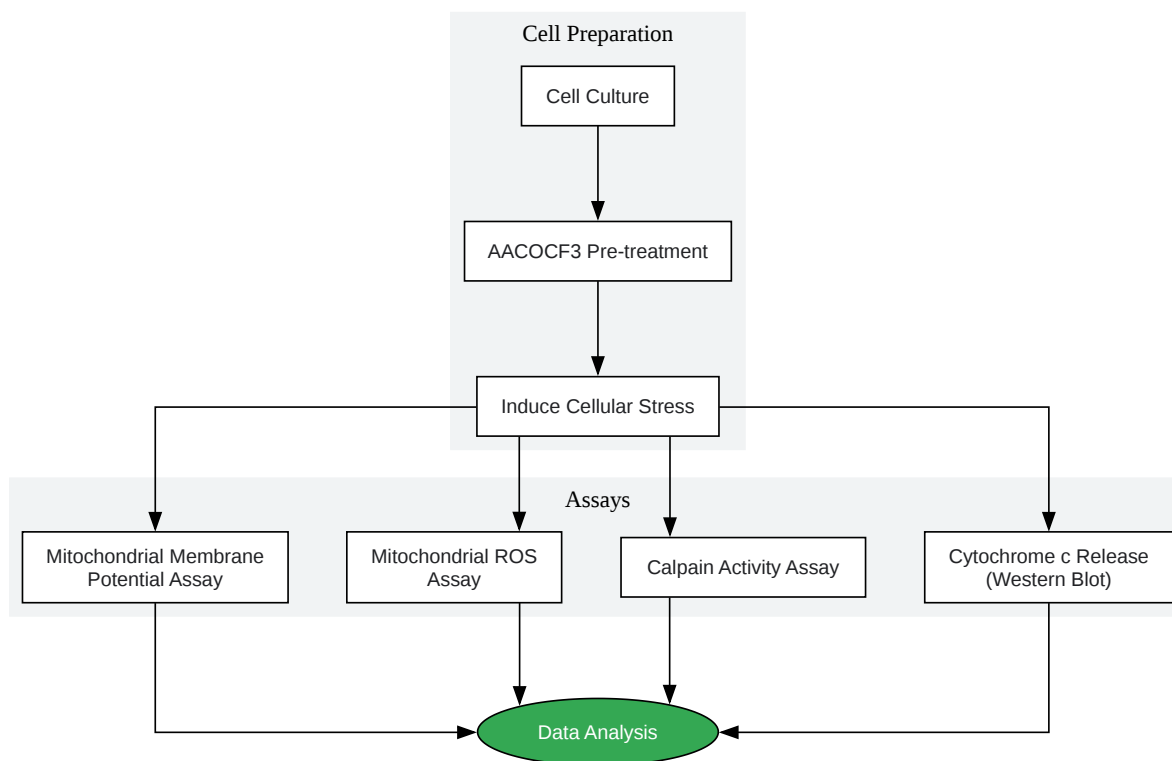 Cell Preparation
Cell Culture
AACOCF3 Pre-treatment
Induce Cellular Stress
Assays
Mitochondrial Membrane
Potential Assay
Mitochondrial ROS
Assay
Calpain Activity Assay
Cytochrome c Release
(Western Blot)
Data Analysis